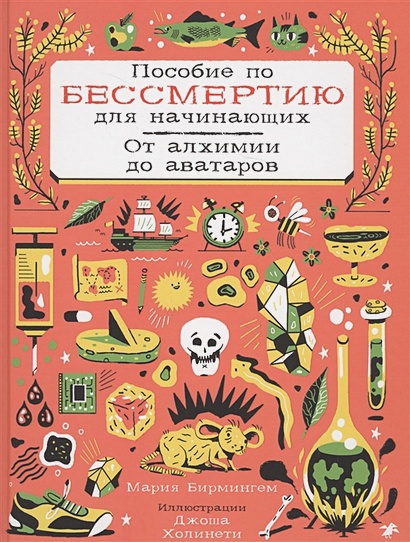 Пособие по
БЕССМЕРТИЮ
для начинающих
От алхимии
до аватаров
Мария Бирмингем
Иллюстрации
Джоша
Холинети